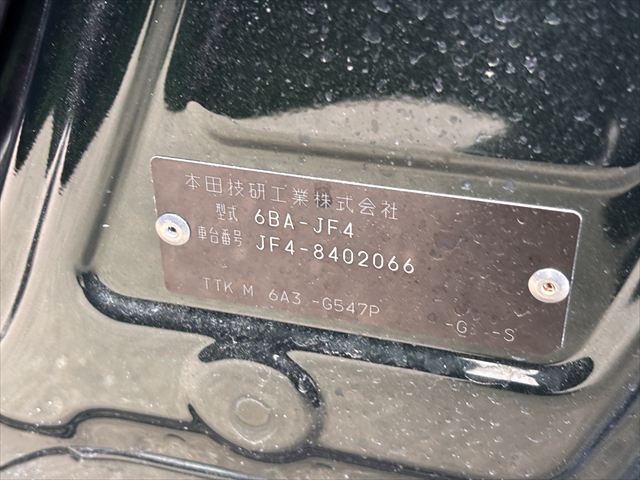 本田技研工業株式会社
型式 6BA-JF4
車台番号 JF4-8402066
TTK M 6A3 -G547P -G -S